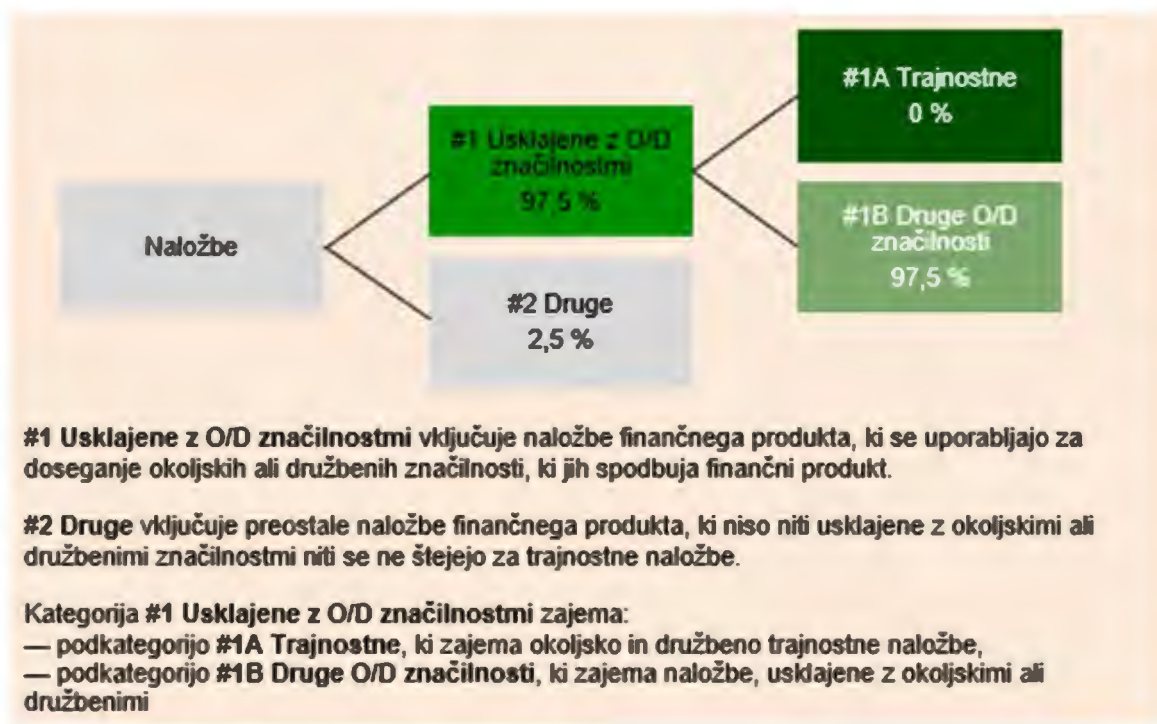 Naložbe
#1 Usklajene z O/D
značilnostmi
97,5 %
#2 Druge
2,5 %
#1A Trajnostne
0 %
#1B Druge O/D
značilnosti
97,5 %
#1 Usklajene z O/D značilnostmi vključuje naložbe finančnega produkta, ki se uporabljajo za
doseganje okoljskih ali družbenih značilnosti, ki jih spodbuja finančni produkt.
#2 Druge vključuje preostale naložbe finančnega produkta, ki niso niti usklajene z okoljskimi ali
družbenimi značilnostmi niti se ne štejejo za trajnostne naložbe.
Kategorija #1 Usklajene z O/D značilnostmi zajema:
— podkategorijo #1A Trajnostne, ki zajema okoljsko in družbeno trajnostne naložbe,
— podkategorijo #1B Druge O/D značilnosti, ki zajema naložbe, usklajene z okoljskimi ali
družbenimi